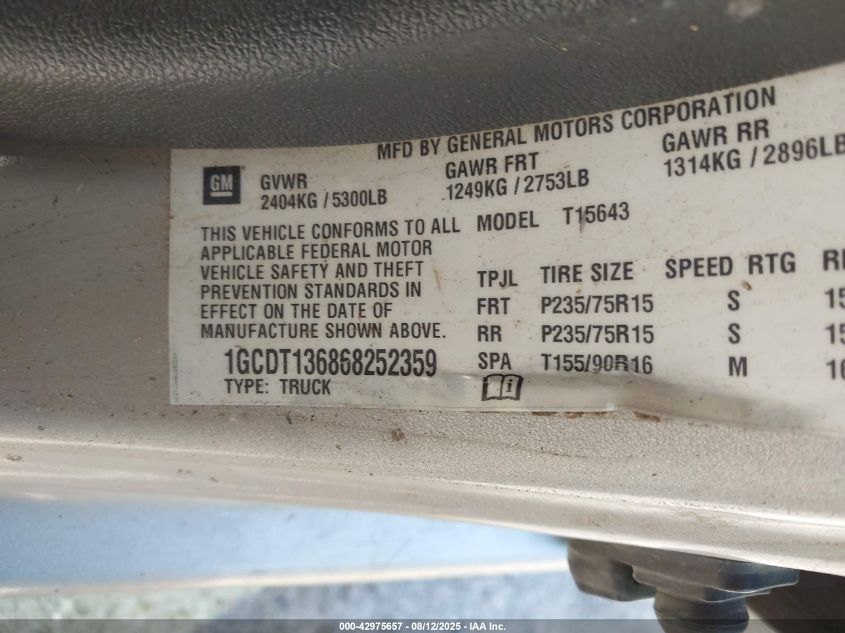 MFD BY GENERAL MOTORS CORPORATION
GM
GVWR GAWR FRT GAWR RR
2404KG / 5300LB 1249KG / 2753LB 1314KG / 2896LB
THIS VEHICLE CONFORMS TO ALL
APPLICABLE FEDERAL MOTOR
VEHICLE SAFETY AND THEFT
PREVENTION STANDARDS IN
EFFECT ON THE DATE OF
MANUFACTURE SHOWN ABOVE.
1GCDT136868252359
TYPE: TRUCK
MODEL T15643
TPJL TIRE SIZE SPEED RTG
FRT P235/75R15 S
RR P235/75R15 S
SPA T155/90R16 M
000-42975657 - 08/12/2025 - IAA Inc.